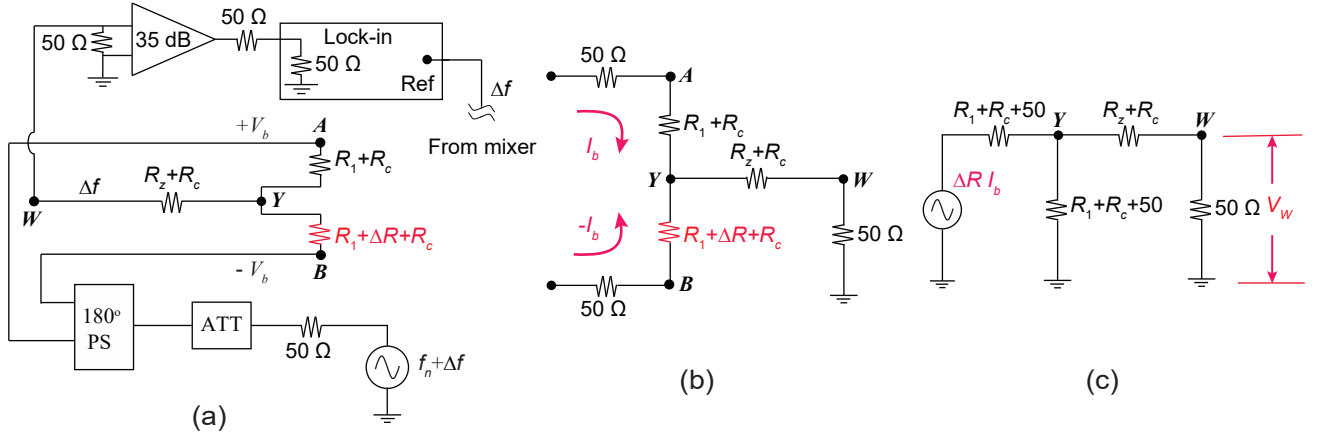 50 Ω
35 dB
50 Ω
Lock-in
50 Ω
Ref
Δf
From mixer
+V_b
A
R_1+R_c
R_z+R_c
Δf
Y
W
R_1+ΔR+R_c
- V_b
B
180° PS
ATT
50 Ω
f_n+Δf
(a)
50 Ω
A
R_1+R_c
I_b
R_z+R_c
Y
W
-I_b
R_1+ΔR+R_c
50 Ω
B
50 Ω
(b)
R_1+R_c+50
Y
R_z+R_c
W
ΔR I_b
R_1+R_c+50
50 Ω
V_W
(c)